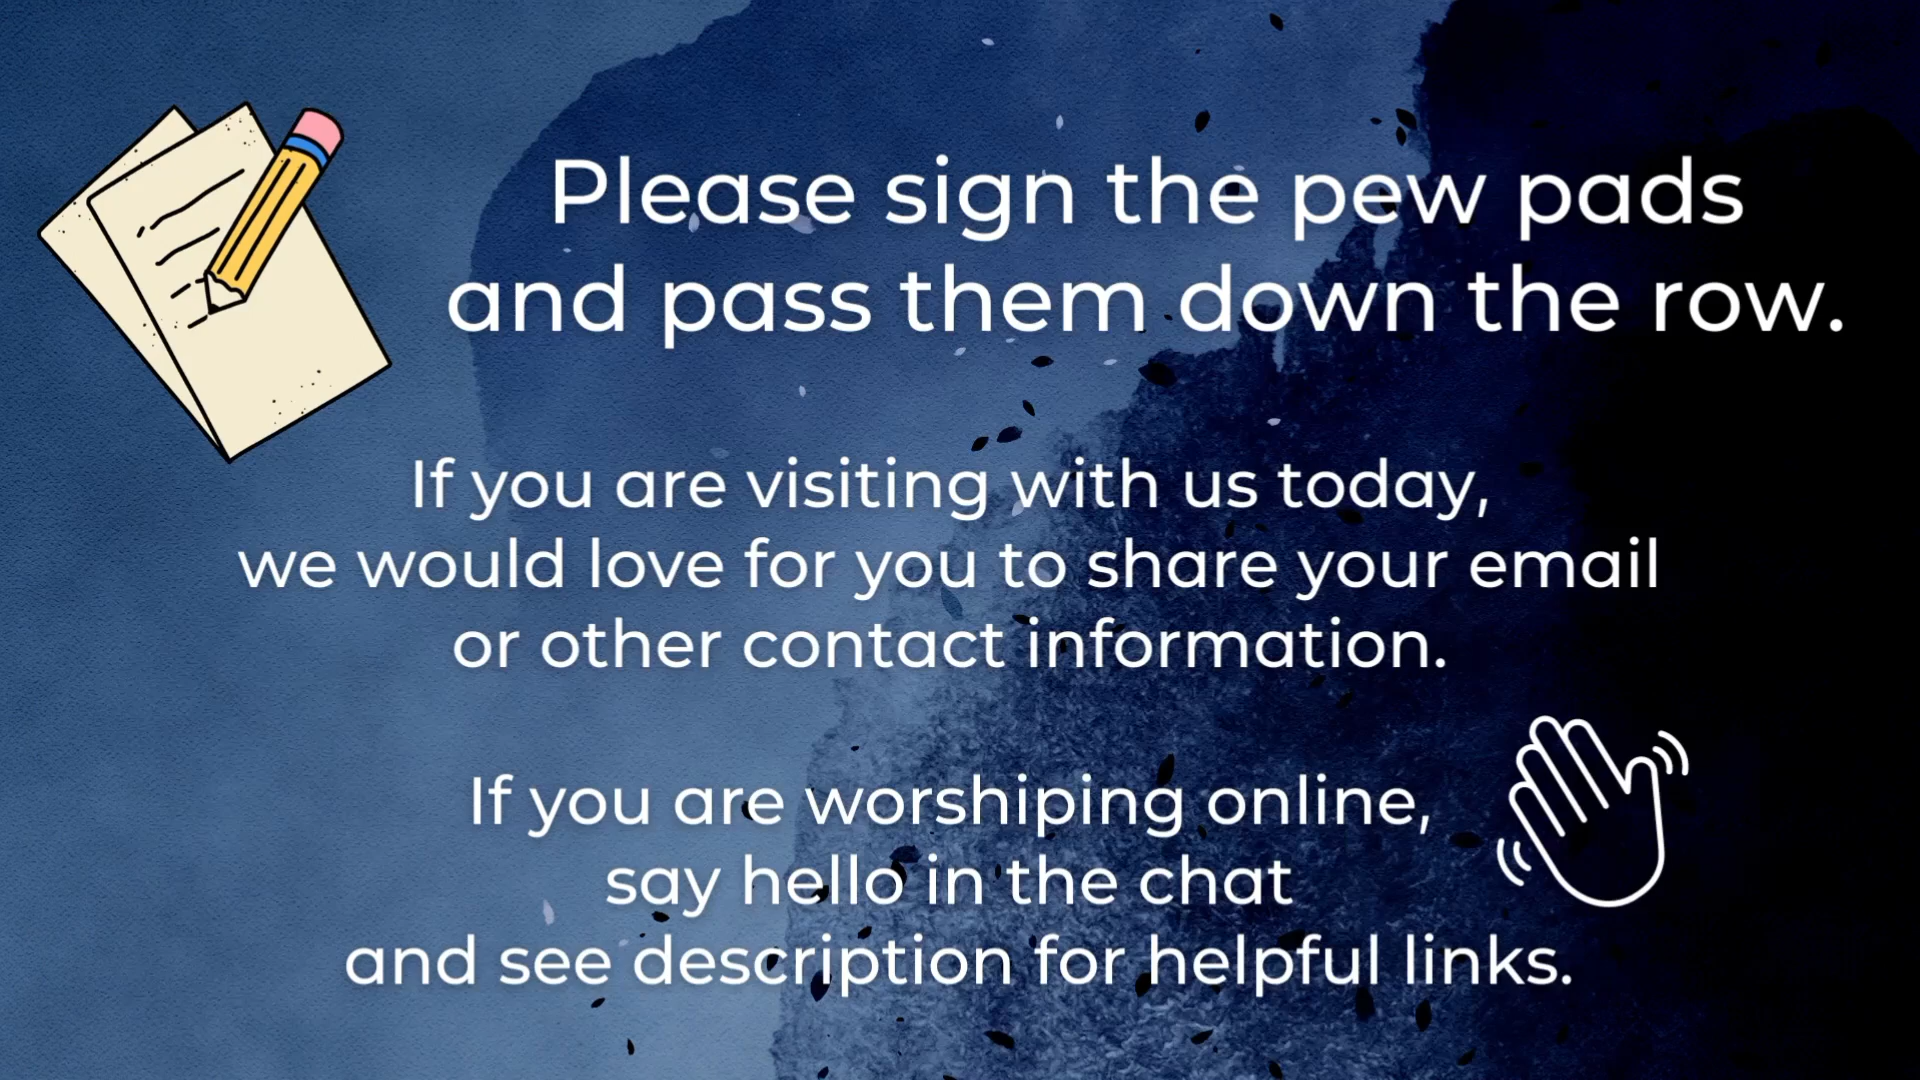 Please sign the pew pads
and pass them down the row.
If you are visiting with us today,
we would love for you to share your email
or other contact information.
If you are worshiping online,
say hello in the chat
and see description for helpful links.